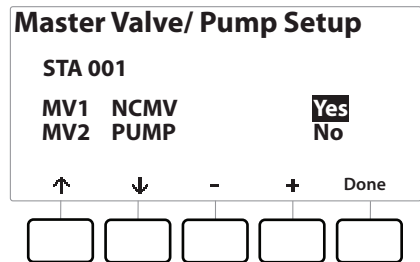 Master Valve/ Pump Setup
STA 001
MV1 NCMV Yes
MV2 PUMP No
↑ ↓ - + Done